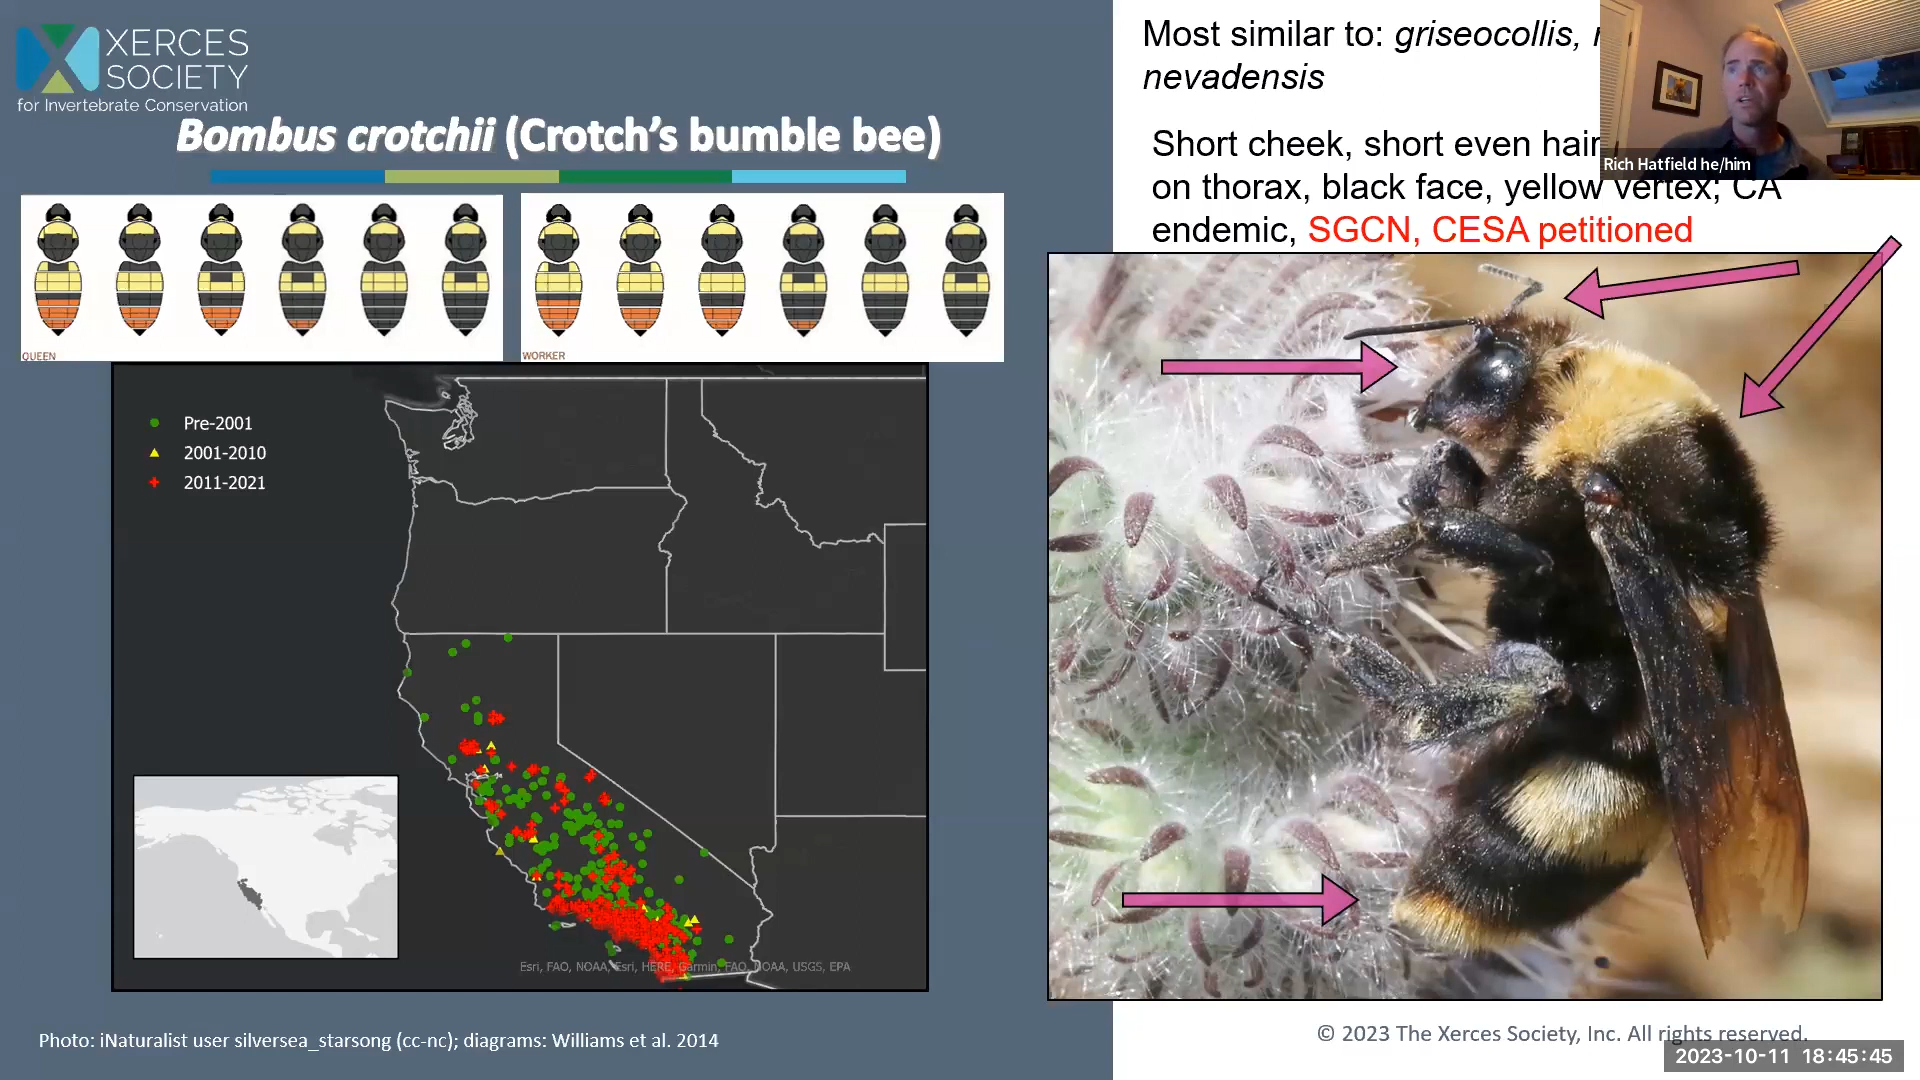 XERCES
SOCIETY
for Invertebrate Conservation
Bombus crotchii (Crotch's bumble bee)
QUEEN
WORKER
Pre-2001
2001-2010
2011-2021
Esri, FAO, NOAA, Esri, HERE, Garmin, FAO, NOAA, USGS, EPA
Photo: iNaturalist user silversea_starsong (cc-nc); diagrams: Williams et al. 2014
Most similar to: griseocollis,
nevadensis
Short cheek, short even hair
on thorax, black face, yellow vertex; CA
endemic, SGCN, CESA petitioned
Rich Hatfield he/him
© 2023 The Xerces Society, Inc. All rights reserved.
2023-10-11 18:45:45